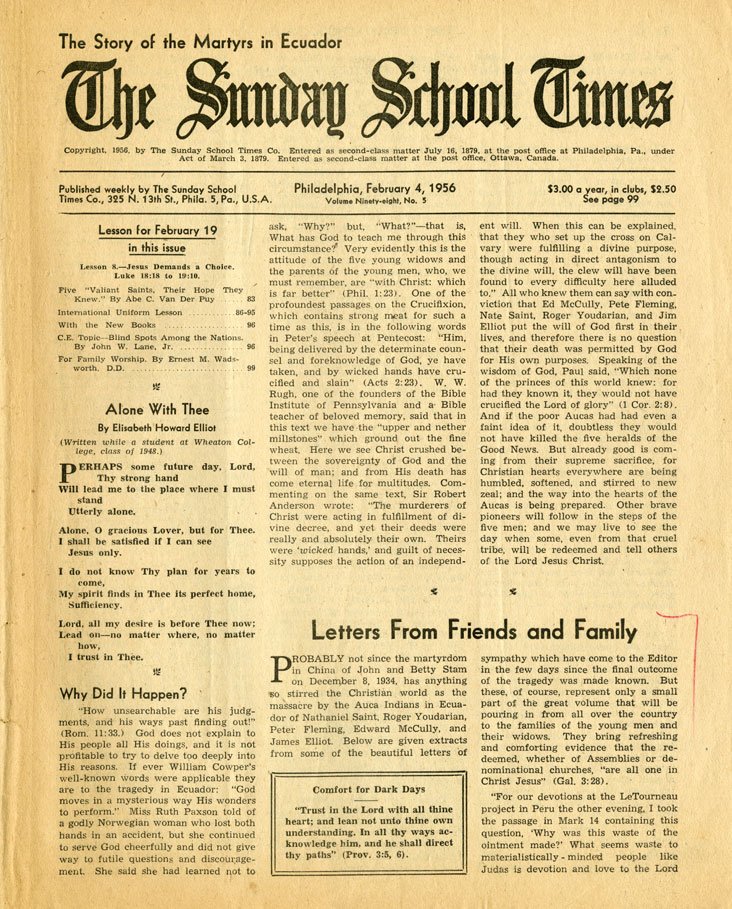 The Story of the Martyrs in Ecuador
The Sunday School Times
Copyright, 1956, by The Sunday School Times Co. Entered as second-class matter July 16, 1879, at the post office at Philadelphia, Pa., under
Act of March 3, 1879. Entered as second-class matter at the post office, Ottawa, Canada.
Published weekly by The Sunday School
Times Co., 325 N. 13th St., Phila. 5, Pa., U.S.A.
Philadelphia, February 4, 1956
Volume Ninety-eight, No. 5
$3.00 a year, in clubs, $2.50
See page 99
Lesson for February 19
in this issue
Lesson 8.—Jesus Demands a Choice.
Luke 18:18 to 19:10.
Five "Valiant Saints, Their Hope They
Knew." By Abe C. Van Der Puy ..... 83
International Uniform Lesson ........ 86-95
With the New Books ................. 96
C.E. Topic—Blind Spots Among the Nations.
By John W. Lane, Jr. ................ 96
For Family Worship. By Ernest M. Wads-
worth, D.D. ........................ 99
Alone With Thee
By Elisabeth Howard Elliot
(Written while a student at Wheaton Col-
lege, class of 1948.)
PERHAPS some future day, Lord,
Thy strong hand
Will lead me to the place where I must
stand
Utterly alone.
Alone, O gracious Lover, but for Thee.
I shall be satisfied if I can see
Jesus only.
I do not know Thy plan for years to
come,
My spirit finds in Thee its perfect home,
Sufficiency.
Lord, all my desire is before Thee now;
Lead on—no matter where, no matter
how,
I trust in Thee.
Why Did It Happen?
"How unsearchable are his judg-
ments, and his ways past finding out!"
(Rom. 11:33.) God does not explain to
His people all His doings, and it is not
profitable to try to delve too deeply into
His reasons. If ever William Cowper's
well-known words were applicable they
are to the tragedy in Ecuador: "God
moves in a mysterious way His wonders
to perform." Miss Ruth Paxson told of
a godly Norwegian woman who lost both
hands in an accident, but she continued
to serve God cheerfully and did not give
way to futile questions and discourage-
ment. She said she had learned not to
ask, "Why?" but, "What?"—that is,
What has God to teach me through this
circumstance? Very evidently this is the
attitude of the five young widows and
the parents of the young men, who, we
must remember, are "with Christ: which
is far better" (Phil. 1:23). One of the
profoundest passages on the Crucifixion,
which contains strong meat for such a
time as this, is in the following words
in Peter's speech at Pentecost: "Him,
being delivered by the determinate coun-
sel and foreknowledge of God, ye have
taken, and by wicked hands have cru-
cified and slain" (Acts 2:23). W. W.
Rugh, one of the founders of the Bible
Institute of Pennsylvania and a Bible
teacher of beloved memory, said that in
this text we have the "upper and nether
millstones" which ground out the fine
wheat. Here we see Christ crushed be-
tween the sovereignty of God and the
will of man; and from His death has
come eternal life for multitudes. Com-
menting on the same text, Sir Robert
Anderson wrote: "The murderers of
Christ were acting in fulfillment of di-
vine decree, and yet their deeds were
really and absolutely their own. Theirs
were 'wicked hands,' and guilt of neces-
sity supposes the action of an independ-
ent will. When this can be explained,
that they who set up the cross on Cal-
vary were fulfilling a divine purpose,
though acting in direct antagonism to
the divine will, the clew will have been
found to every difficulty here alluded
to." All who knew them can say with con-
viction that Ed McCully, Pete Fleming,
Nate Saint, Roger Youdarian, and Jim
Elliot put the will of God first in their
lives, and therefore there is no question
that their death was permitted by God
for His own purposes. Speaking of the
wisdom of God, Paul said, "Which none
of the princes of this world knew: for
had they known it, they would not have
crucified the Lord of glory" (1 Cor. 2:8).
And if the poor Aucas had had even a
faint idea of it, doubtless they would
not have killed the five heralds of the
Good News. But already good is com-
ing from their supreme sacrifice, for
Christian hearts everywhere are being
humbled, softened, and stirred to new
zeal; and the way into the hearts of the
Aucas is being prepared. Other brave
pioneers will follow in the steps of the
five men; and we may live to see the
day when some, even from that cruel
tribe, will be redeemed and tell others
of the Lord Jesus Christ.
Letters From Friends and Family
PROBABLY not since the martyrdom
in China of John and Betty Stam
on December 8, 1934, has anything
so stirred the Christian world as the
massacre by the Auca Indians in Ecua-
dor of Nathaniel Saint, Roger Youdarian,
Peter Fleming, Edward McCully, and
James Elliot. Below are given extracts
from some of the beautiful letters of
Comfort for Dark Days
"Trust in the Lord with all thine
heart; and lean not unto thine own
understanding. In all thy ways ac-
knowledge him, and he shall direct
thy paths" (Prov. 3:5, 6).
sympathy which have come to the Editor
in the few days since the final outcome
of the tragedy was made known. But
these, of course, represent only a small
part of the great volume that will be
pouring in from all over the country
to the families of the young men and
their widows. They bring refreshing
and comforting evidence that the re-
deemed, whether of Assemblies or de-
nominational churches, "are all one in
Christ Jesus" (Gal. 3:28).
"For our devotions at the LeTourneau
project in Peru the other evening, I took
the passage in Mark 14 containing this
question, 'Why was this waste of the
ointment made?' What seems waste to
materialistically-minded people like
Judas is devotion and love to the Lord